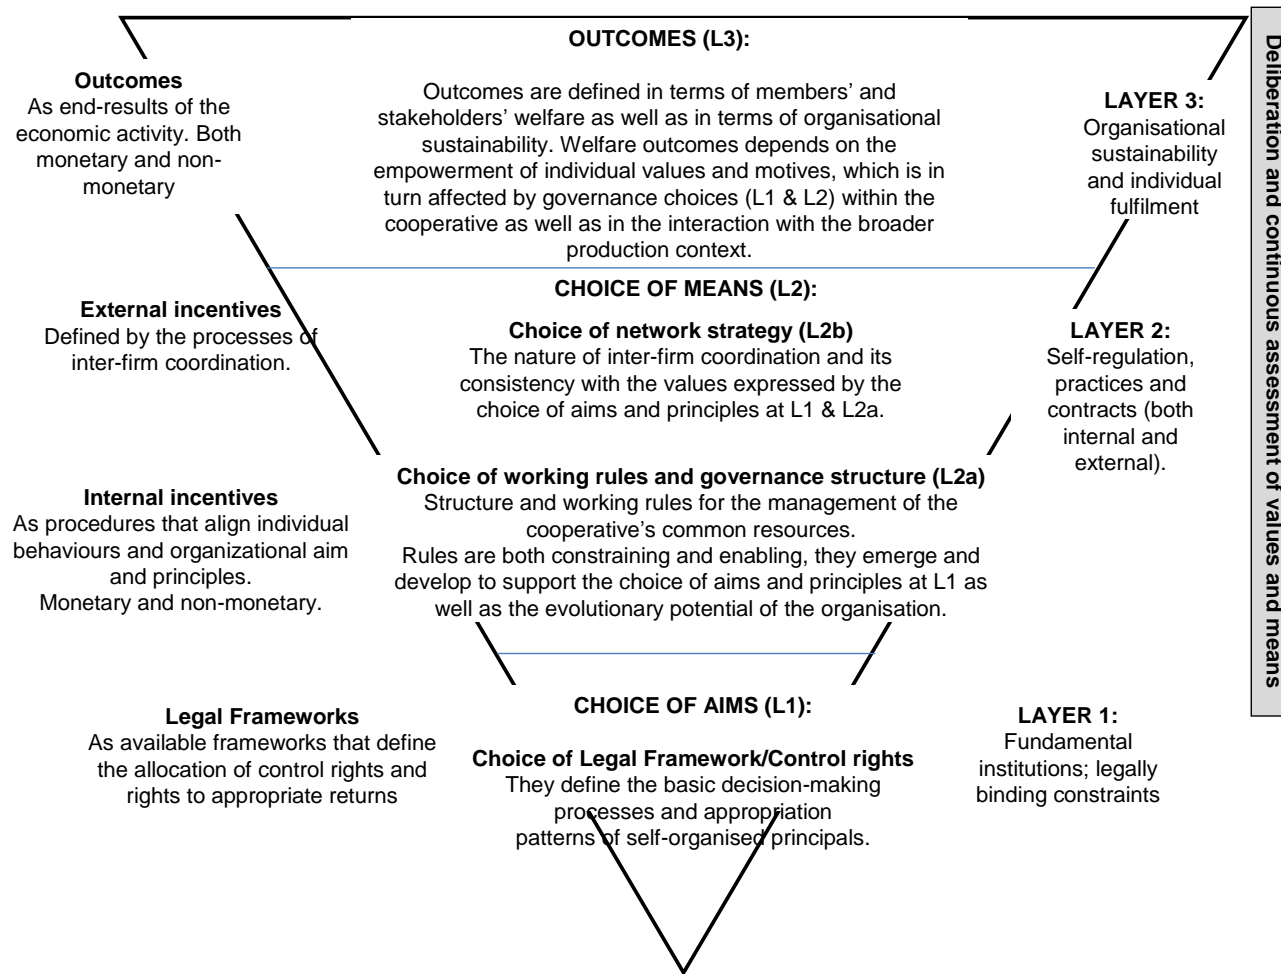 OUTCOMES (L3):
Outcomes
As end-results of the
economic activity. Both
monetary and non-
monetary
Outcomes are defined in terms of members’ and
stakeholders’ welfare as well as in terms of organisational
sustainability. Welfare outcomes depends on the
empowerment of individual values and motives, which is in
turn affected by governance choices (L1 & L2) within the
cooperative as well as in the interaction with the broader
production context.
LAYER 3:
Organisational
sustainability
and individual
fulfilment
CHOICE OF MEANS (L2):
External incentives
Defined by the processes of
inter-firm coordination.
Choice of network strategy (L2b)
The nature of inter-firm coordination and its
consistency with the values expressed by the
choice of aims and principles at L1 & L2a.
LAYER 2:
Self-regulation,
practices and
contracts (both
internal and
external).
Internal incentives
As procedures that align individual
behaviours and organizational aim
and principles.
Monetary and non-monetary.
Choice of working rules and governance structure (L2a)
Structure and working rules for the management of the
cooperative’s common resources.
Rules are both constraining and enabling, they emerge and
develop to support the choice of aims and principles at L1 as
well as the evolutionary potential of the organisation.
CHOICE OF AIMS (L1):
Legal Frameworks
As available frameworks that define
the allocation of control rights and
rights to appropriate returns
Choice of Legal Framework/Control rights
They define the basic decision-making
processes and appropriation
patterns of self-organised principals.
LAYER 1:
Fundamental
institutions; legally
binding constraints
Deliberation and continuous assessment of values and means